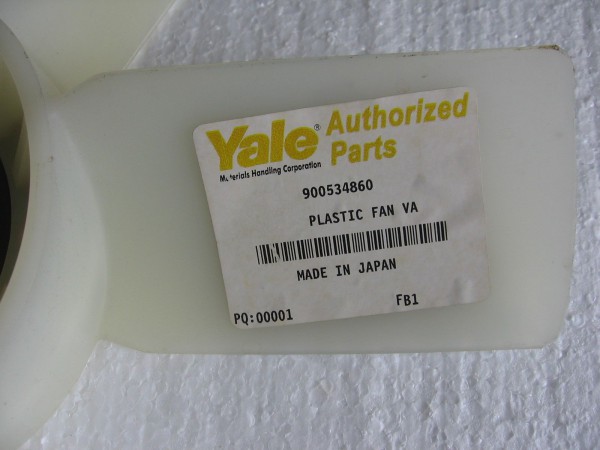 Yale® Authorized Parts
Materials Handling Corporation
900534860
PLASTIC FAN VA
MADE IN JAPAN
PQ:00001 FB1